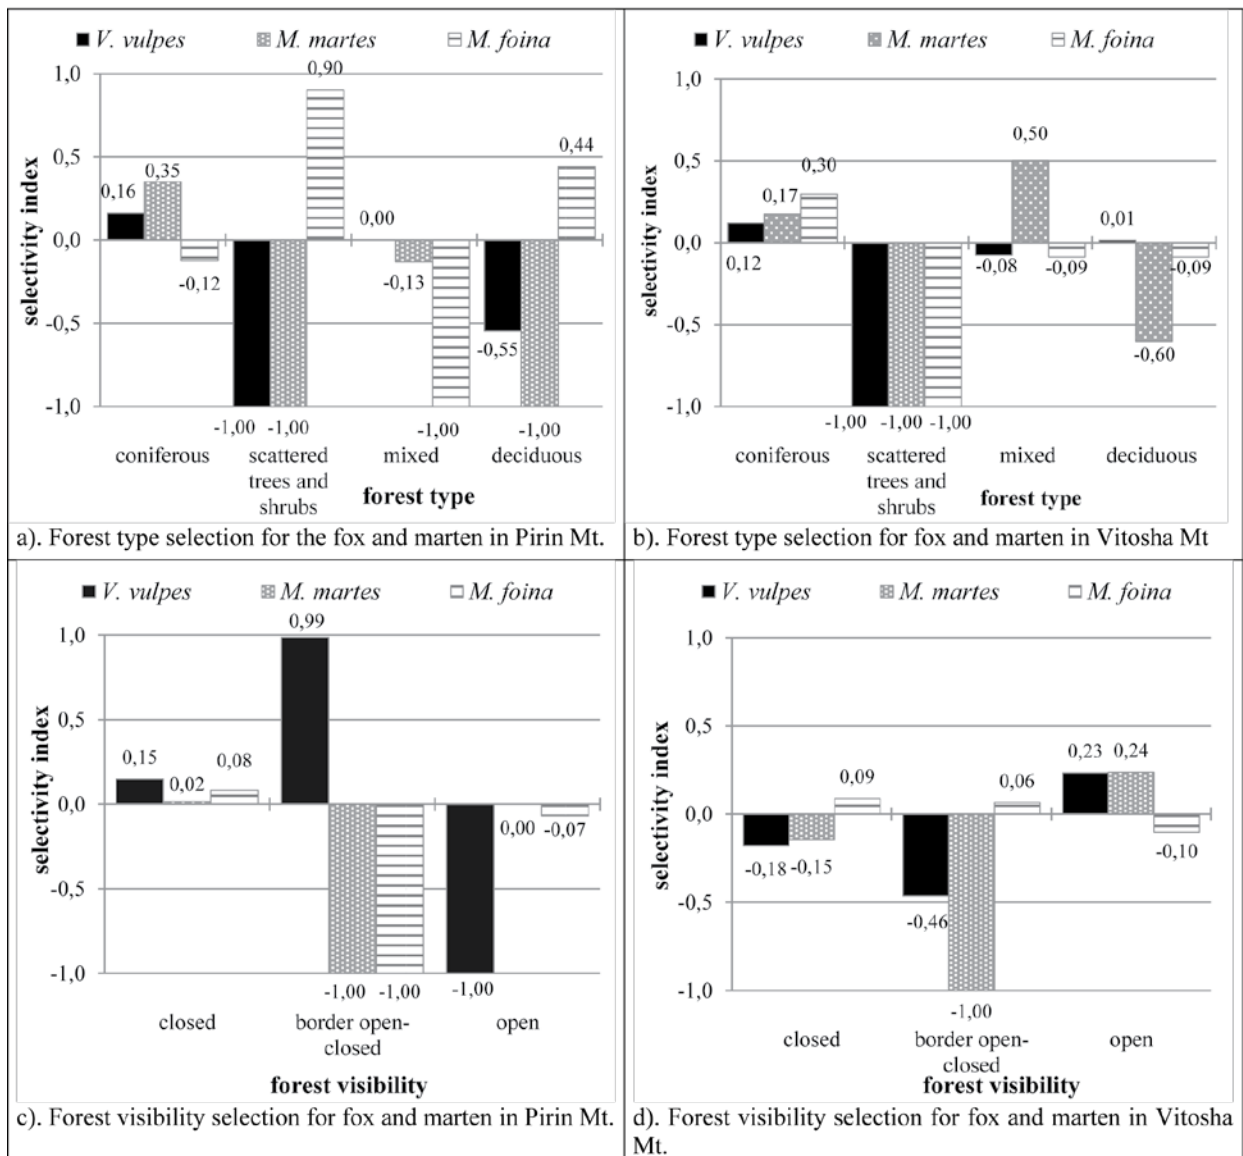 V. vulpes M. martes M. foina
0,90
1,0
0,44
0,5
0,35
0,16
0,00
0,0
-0,12
-0,13
-0,5
-0,55
-1,0
-1,00 -1,00 -1,00 -1,00
selectivity index
coniferous scattered trees and shrubs mixed deciduous
forest type
a). Forest type selection for the fox and marten in Pirin Mt.
V. vulpes M. martes M. foina
1,0
0,50
0,5
0,30
0,17
0,01
0,0
0,12 -0,08 -0,09 -0,09
-0,5
-0,60
-1,0
-1,00 -1,00 -1,00
selectivity index
coniferous scattered trees and shrubs mixed deciduous
forest type
b). Forest type selection for fox and marten in Vitosha Mt
V. vulpes M. martes M. foina
0,99
1,0
0,5
0,15 0,02 0,08
0,0
0,00 -0,07
-0,5
-1,0
-1,00 -1,00 -1,00
selectivity index
closed border open-closed open
forest visibility
c). Forest visibility selection for fox and marten in Pirin Mt.
V. vulpes M. martes M. foina
1,0
0,5
0,23 0,24
0,09 0,06
0,0
-0,18 -0,15 -0,10
-0,5
-0,46
-1,0
-1,00
selectivity index
closed border open-closed open
forest visibility
d). Forest visibility selection for fox and marten in Vitosha
Mt.